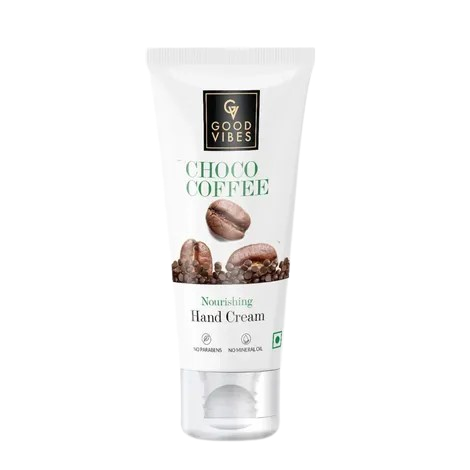 GV
GOOD
VIBES
CHOCO
COFFEE
Nourishing
Hand Cream
NO PARABENS NO MINERAL OIL